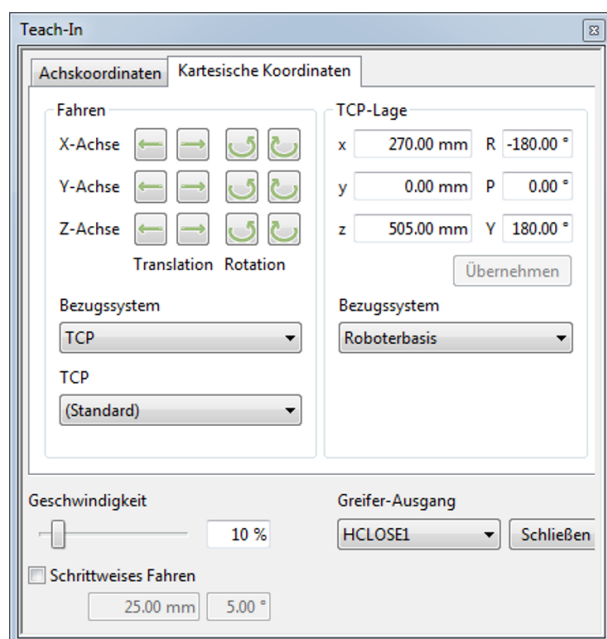 Teach-In
Achskoordinaten Kartesische Koordinaten
Fahren
X-Achse
Y-Achse
Z-Achse
Translation Rotation
Bezugssystem
TCP
TCP
(Standard)
TCP-Lage
x 270.00 mm R -180.00 °
y 0.00 mm P 0.00 °
z 505.00 mm Y 180.00 °
Übernehmen
Bezugssystem
Roboterbasis
Geschwindigkeit
10 %
Schrittweises Fahren
25.00 mm 5.00 °
Greifer-Ausgang
HCLOSE1 Schließen